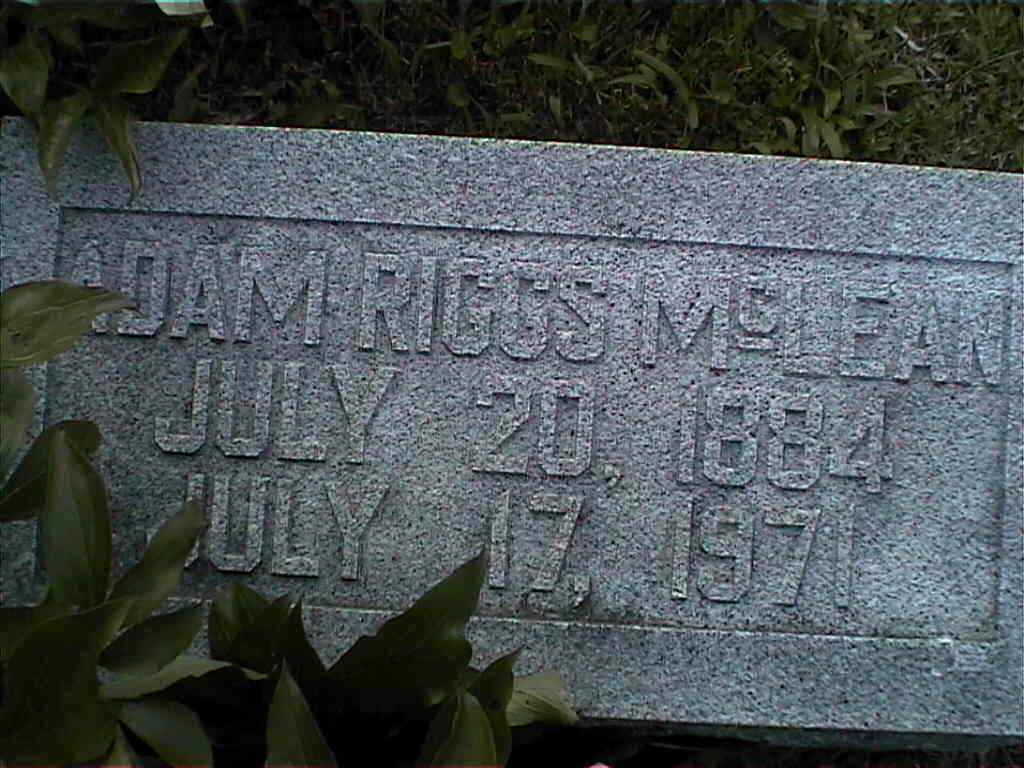 ADAM RIGGS McLEAN
JULY 20, 1884
JULY 17, 1971